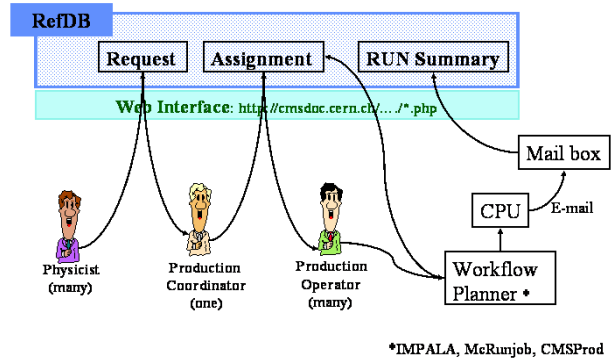 RefDB
Request
Assignment
RUN Summary
Web Interface: http://cmsdoc.cern.ch/…./*.php
Mail box
CPU
E-mail
Physicist
(many)
Production
Coordinator
(one)
Production
Operator
(many)
Workflow
Planner *
*IMPALA, McRunjob, CMSProd